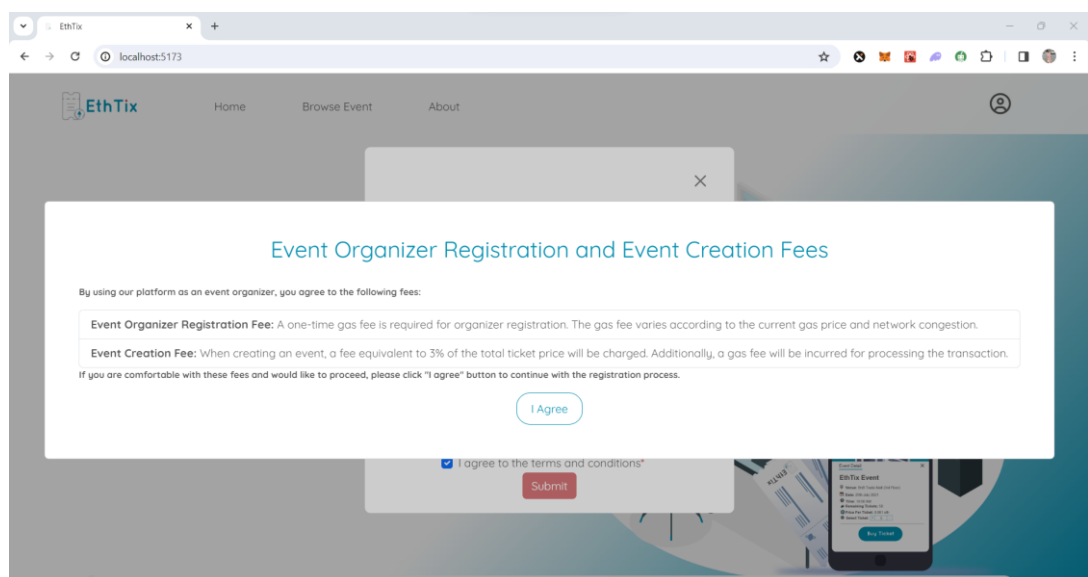 EthTix
localhost:5173
EthTix
Home
Browse Event
About
Event Organizer Registration and Event Creation Fees
By using our platform as an event organizer, you agree to the following fees:
Event Organizer Registration Fee: A one-time gas fee is required for organizer registration. The gas fee varies according to the current gas price and network congestion.
Event Creation Fee: When creating an event, a fee equivalent to 3% of the total ticket price will be charged. Additionally, a gas fee will be incurred for processing the transaction.
If you are comfortable with these fees and would like to proceed, please click "I agree" button to continue with the registration process.
I Agree
I agree to the terms and conditions*
Submit
Event Detail
EthTix Event
Buy Ticket